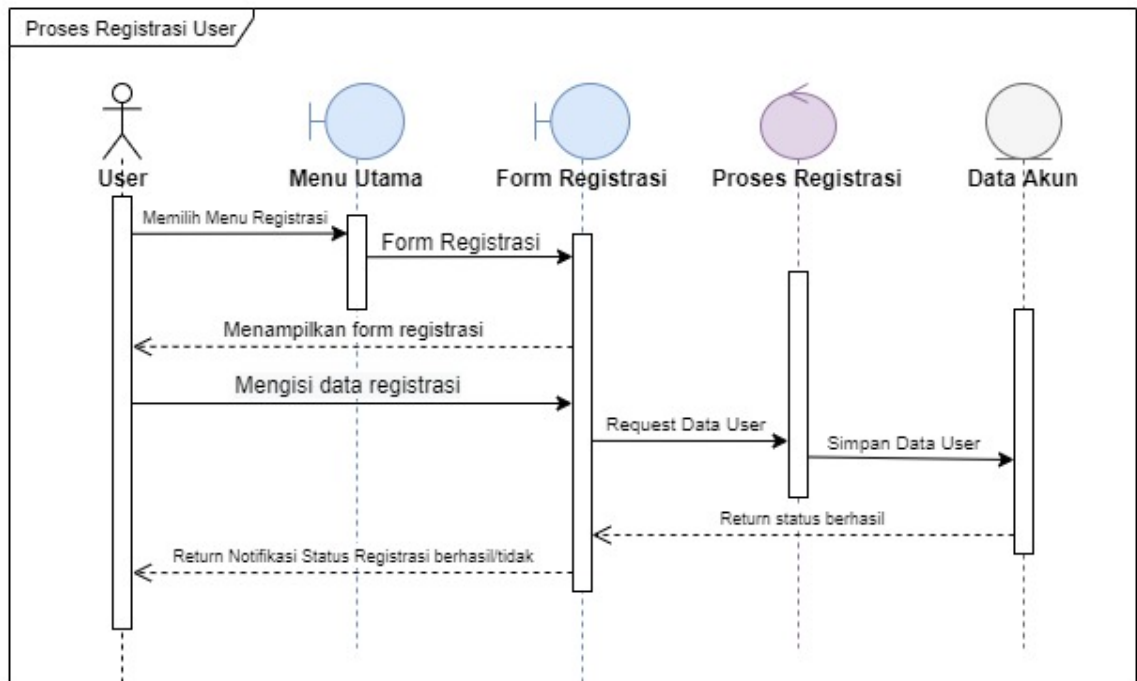 Proses Registrasi User
User
Menu Utama
Form Registrasi
Proses Registrasi
Data Akun
Memilih Menu Registrasi
Form Registrasi
Menampilkan form registrasi
Mengisi data registrasi
Request Data User
Simpan Data User
Return status berhasil
Return Notifikasi Status Registrasi berhasil/tidak